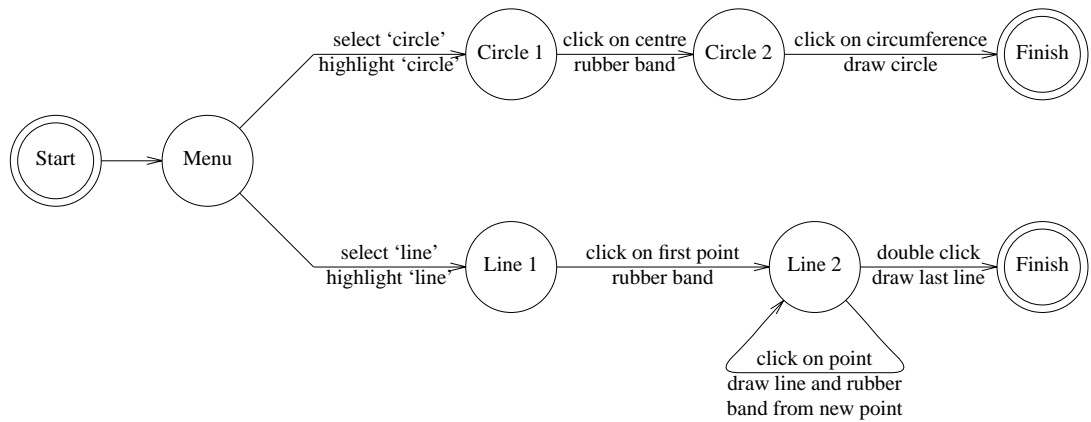 select ‘circle’
highlight ‘circle’
Circle 1
click on centre
rubber band
Circle 2
click on circumference
draw circle
Finish
Start
Menu
select ‘line’
highlight ‘line’
Line 1
click on first point
rubber band
Line 2
double click
draw last line
Finish
click on point
draw line and rubber
band from new point